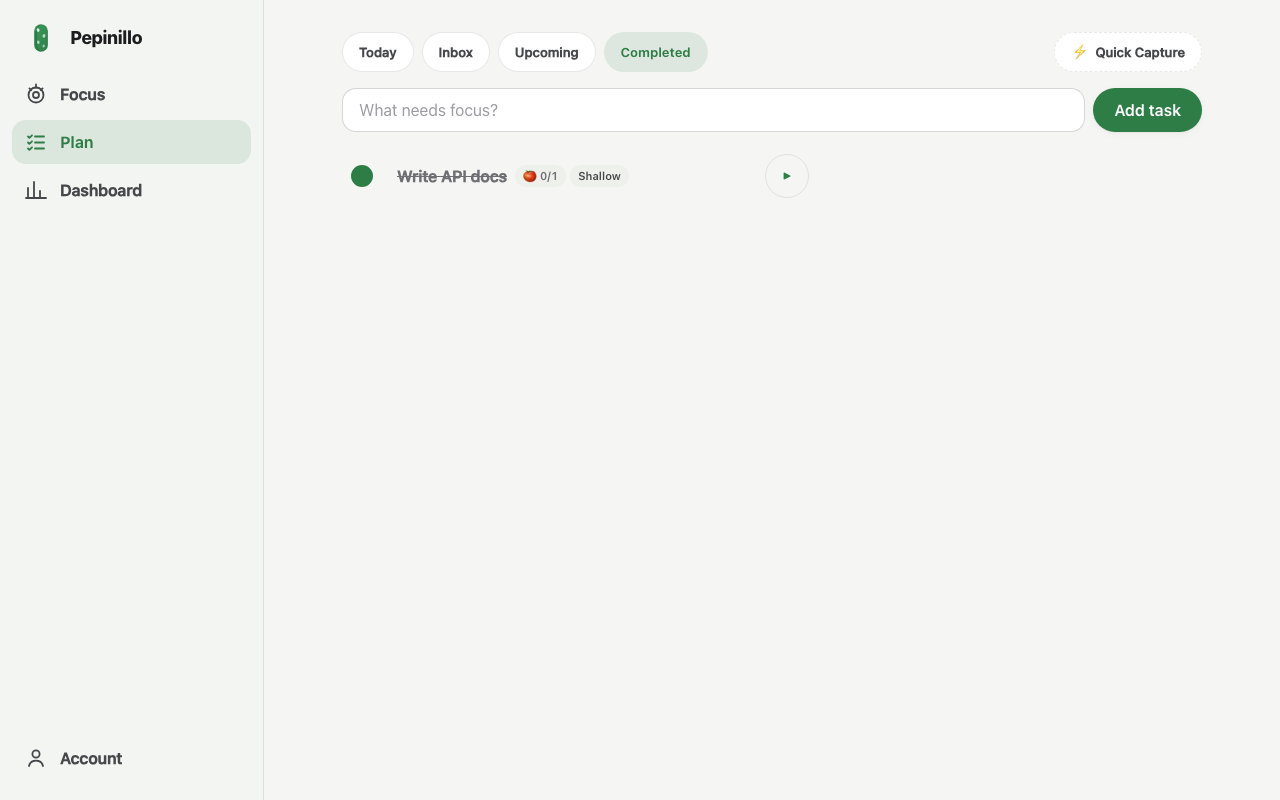 Pepinillo
Focus
Plan
Dashboard
Account
Today
Inbox
Upcoming
Completed
⚡ Quick Capture
What needs focus?
Add task
Write API docs
🍅 0/1
Shallow